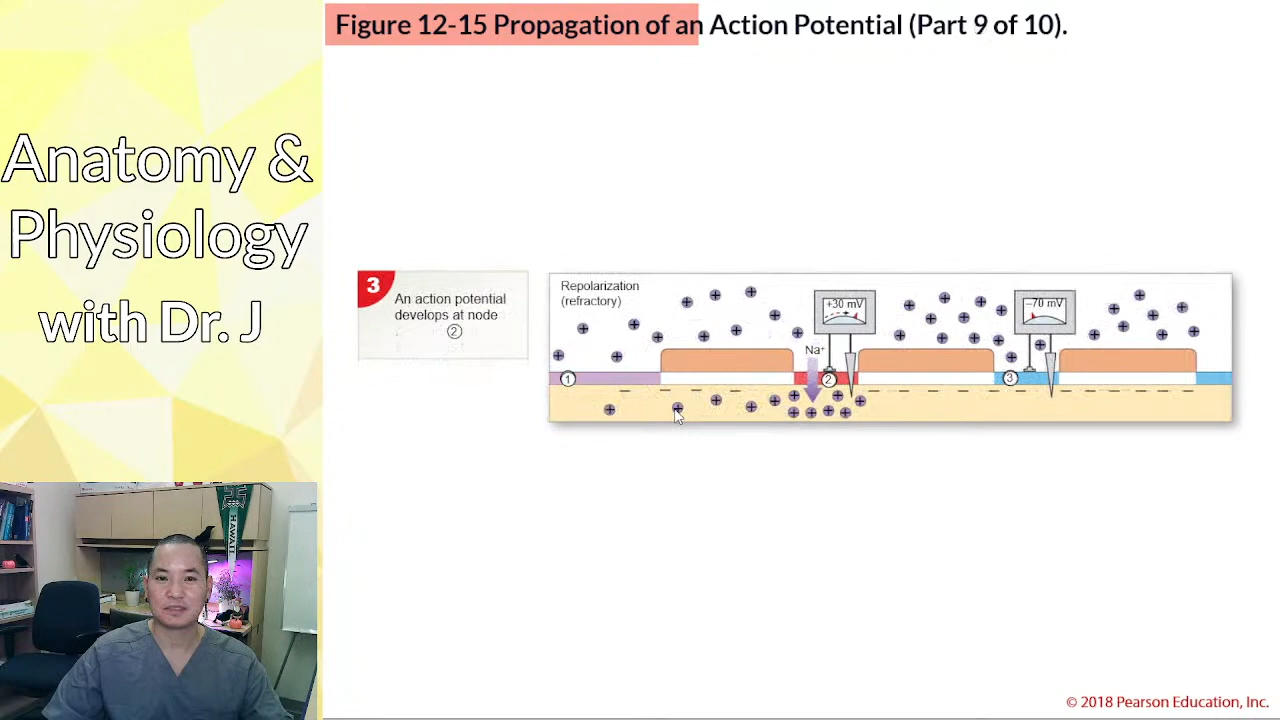 Figure 12-15 Propagation of an Action Potential (Part 9 of 10).
Anatomy &
Physiology
with Dr. J
3
An action potential
develops at node
2
Repolarization
(refractory)
+30 mV
–70 mV
Na+
1
2
3
HAWAII
© 2018 Pearson Education, Inc.